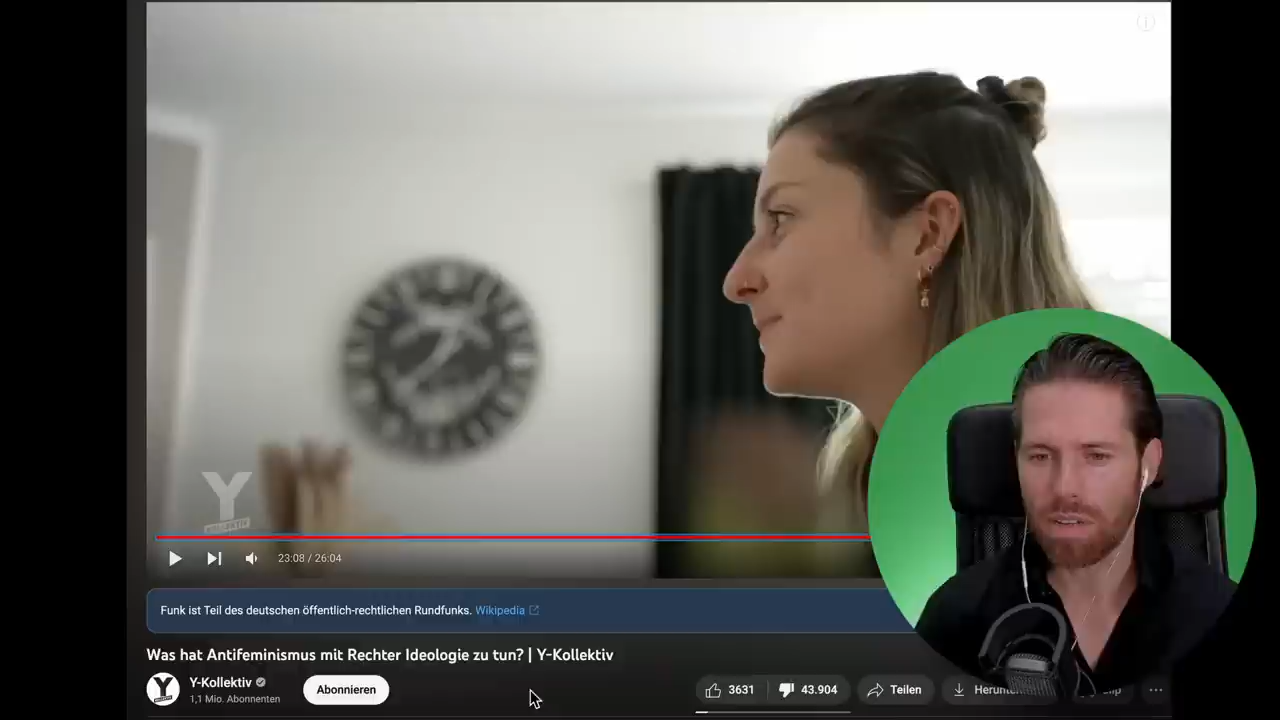 Y
KOLLEKTIV
23:08 / 26:04
Funk ist Teil des deutschen öffentlich-rechtlichen Rundfunks. Wikipedia
Was hat Antifeminismus mit Rechter Ideologie zu tun? | Y-Kollektiv
Y-Kollektiv
1,1 Mio. Abonnenten
Abonnieren
3631
43.904
Teilen